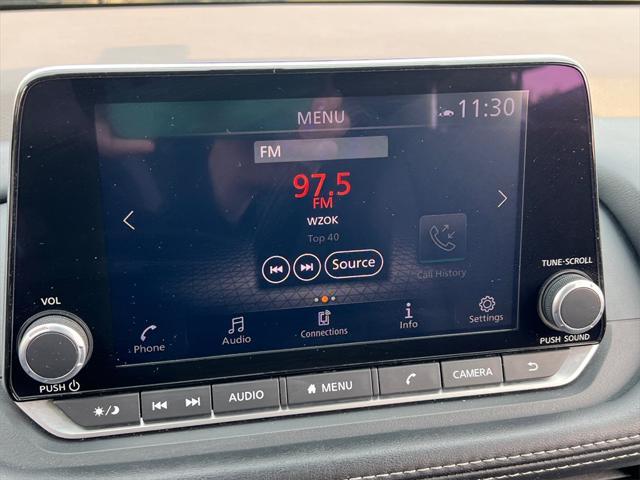 MENU
11:30
FM
97.5
FM
WZOK
Top 40
Source
Call History
Phone
Audio
Connections
Info
Settings
VOL
PUSH
TUNE·SCROLL
PUSH SOUND
AUDIO
MENU
CAMERA